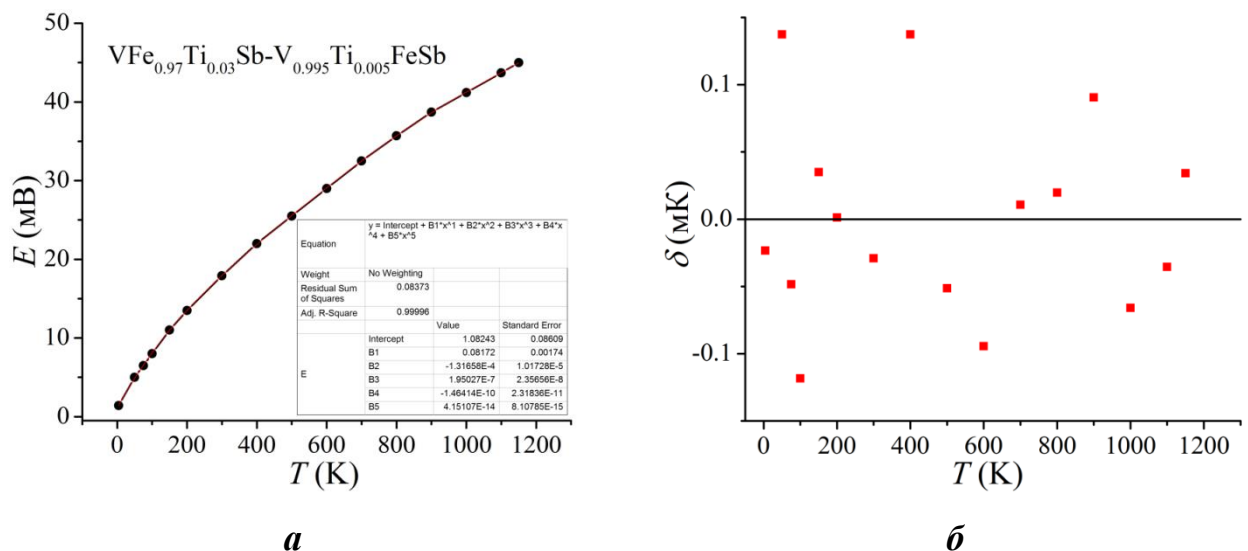 VFe0.97Ti0.03Sb-V0.995Ti0.005FeSb
E (мВ)
50
40
30
20
10
0
0 200 400 600 800 1000 1200
T (K)
Equation y = Intercept + B1*x^1 + B2*x^2 + B3*x^3 + B4*x
^4 + B5*x^5
Weight No Weighting
Residual Sum
of Squares 0.08373
Adj. R-Square 0.99996
Value Standard Error
E Intercept 1.08243 0.08609
B1 0.08172 0.00174
B2 -1.31658E-4 1.01728E-5
B3 1.95027E-7 2.35656E-8
B4 -1.46414E-10 2.31836E-11
B5 4.15107E-14 8.10785E-15
а
δ (мК)
0.1
0.0
-0.1
0 200 400 600 800 1000 1200
T (K)
б